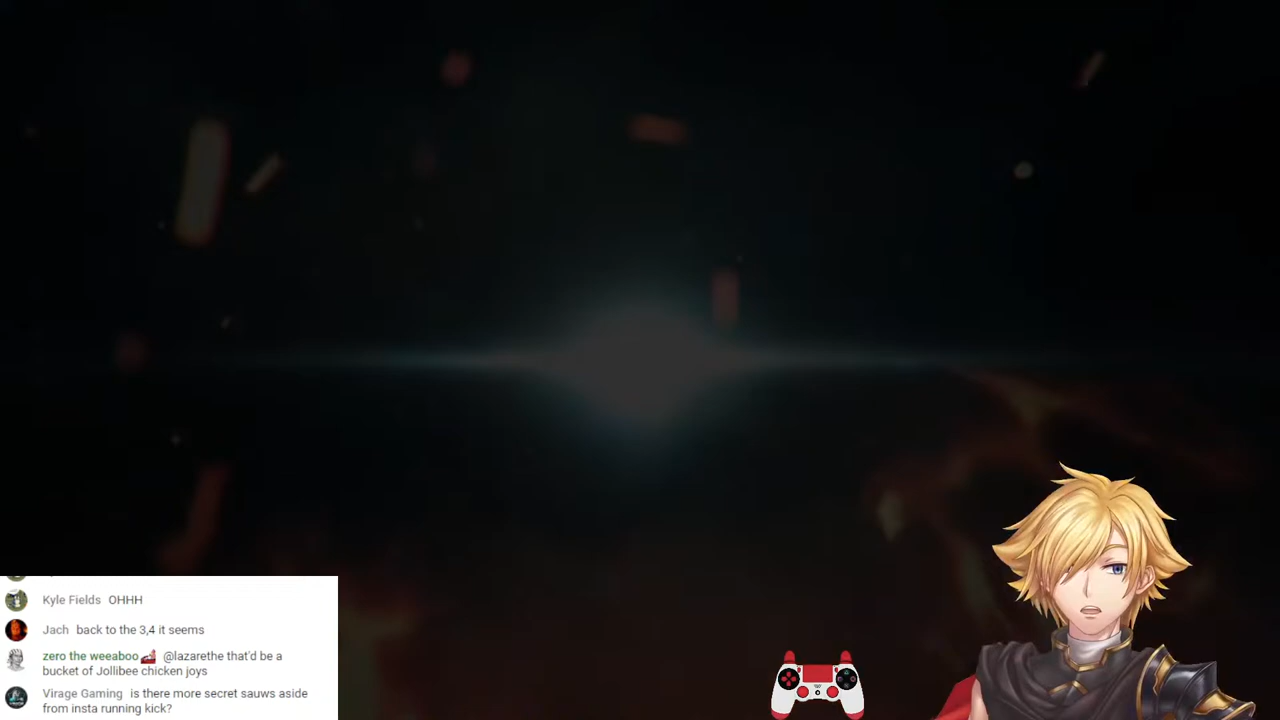 Kyle Fields OHHH
Jach back to the 3,4 it seems
zero the weeaboo @lazarethe that'd be a
bucket of Jollibee chicken joys
Virage Gaming is there more secret sauws aside
from insta running kick?